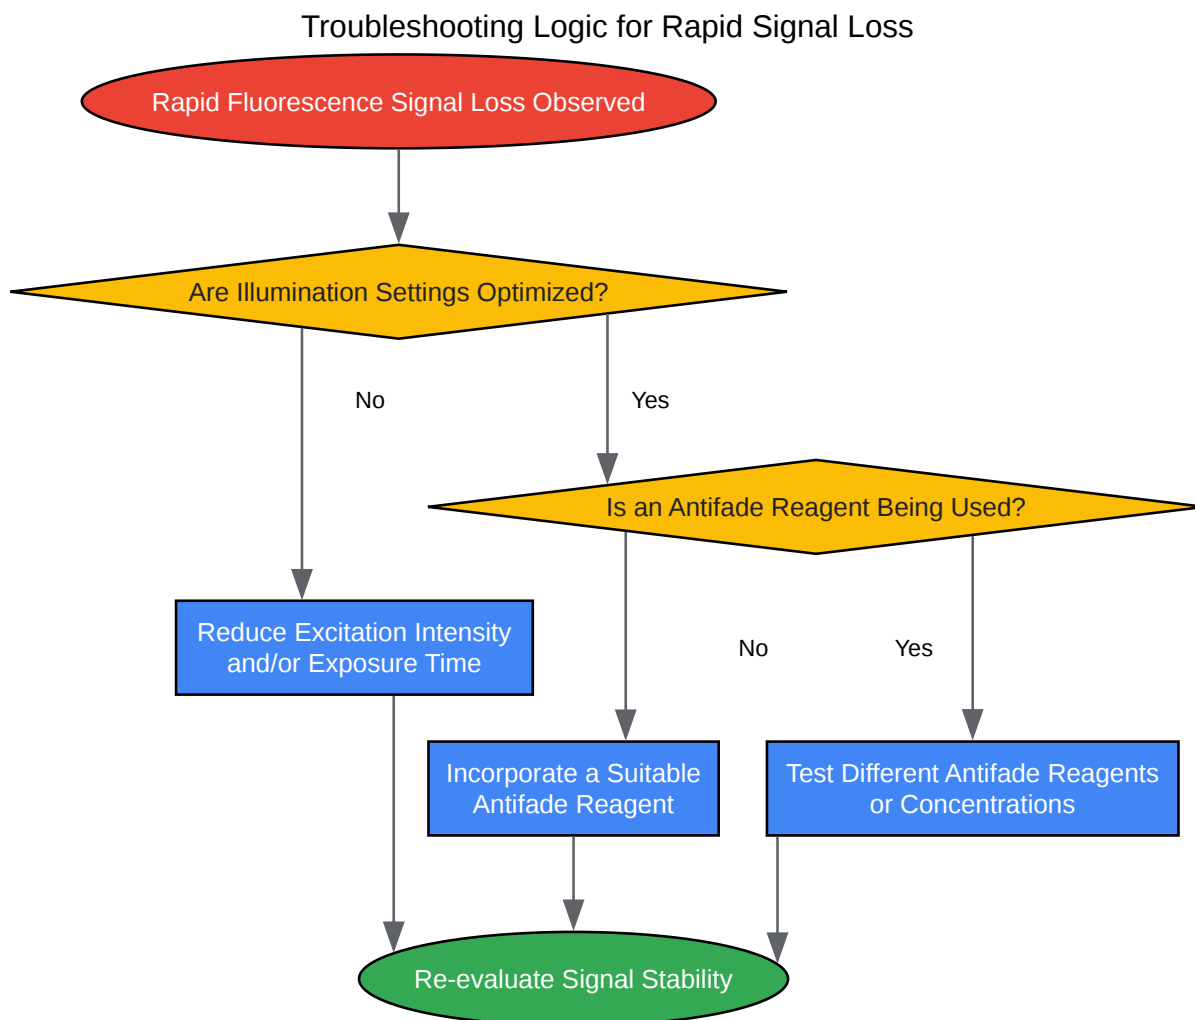 Troubleshooting Logic for Rapid Signal Loss
Rapid Fluorescence Signal Loss Observed
Are Illumination Settings Optimized?
No
Yes
Is an Antifade Reagent Being Used?
Reduce Excitation Intensity
and/or Exposure Time
No
Yes
Incorporate a Suitable
Antifade Reagent
Test Different Antifade Reagents
or Concentrations
Re-evaluate Signal Stability